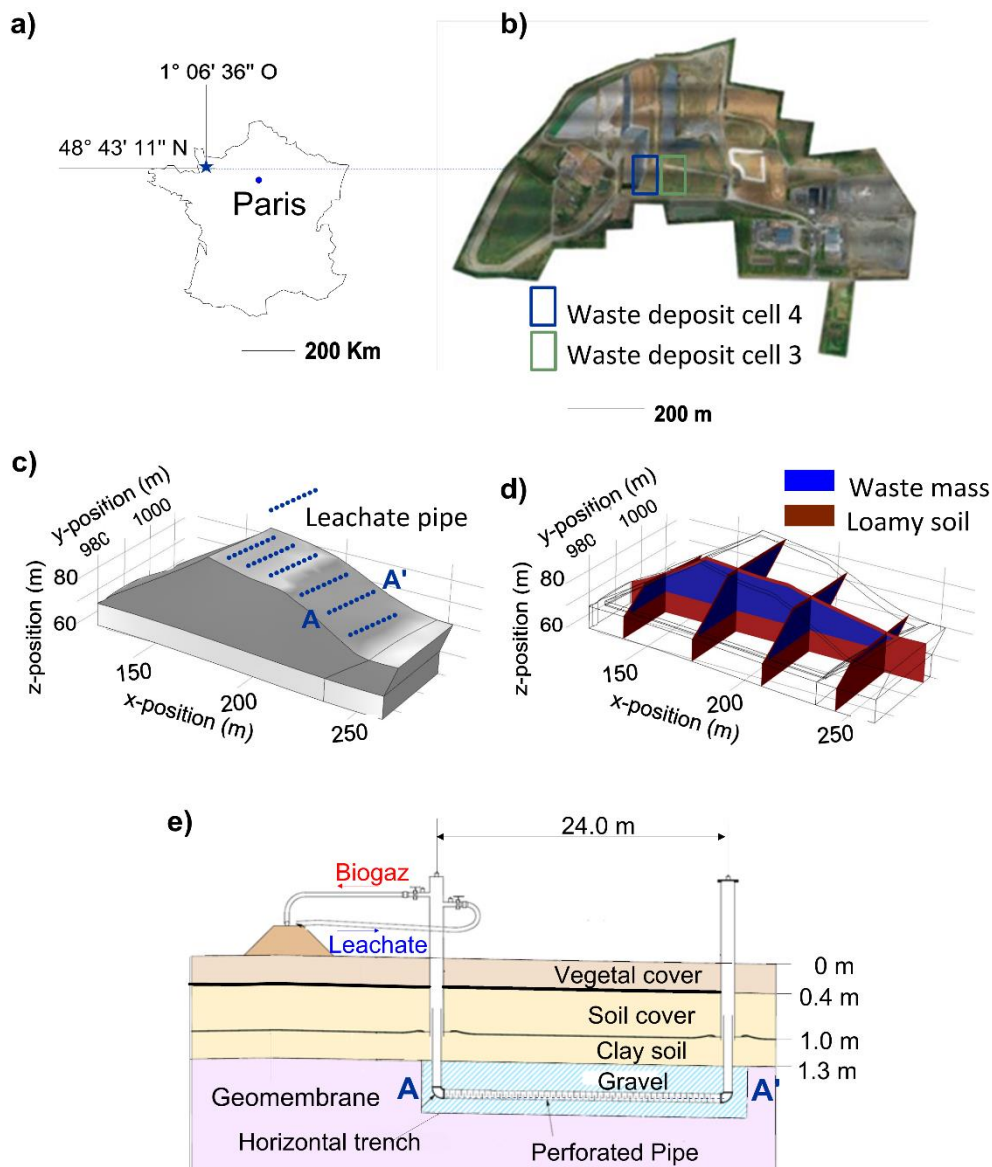 a)
1° 06' 36" O
48° 43' 11" N
Paris
200 Km
b)
Waste deposit cell 4
Waste deposit cell 3
200 m
c)
y-position (m)
1000
980
Leachate pipe
z-position (m)
80
60
A'
A
150
200
250
x-position (m)
d)
Waste mass
Loamy soil
y-position (m)
1000
980
z-position (m)
80
60
150
200
250
x-position (m)
e)
24.0 m
Biogaz
Leachate
Vegetal cover
0 m
0.4 m
Soil cover
1.0 m
Clay soil
1.3 m
Gravel
A
A'
Geomembrane
Horizontal trench
Perforated Pipe